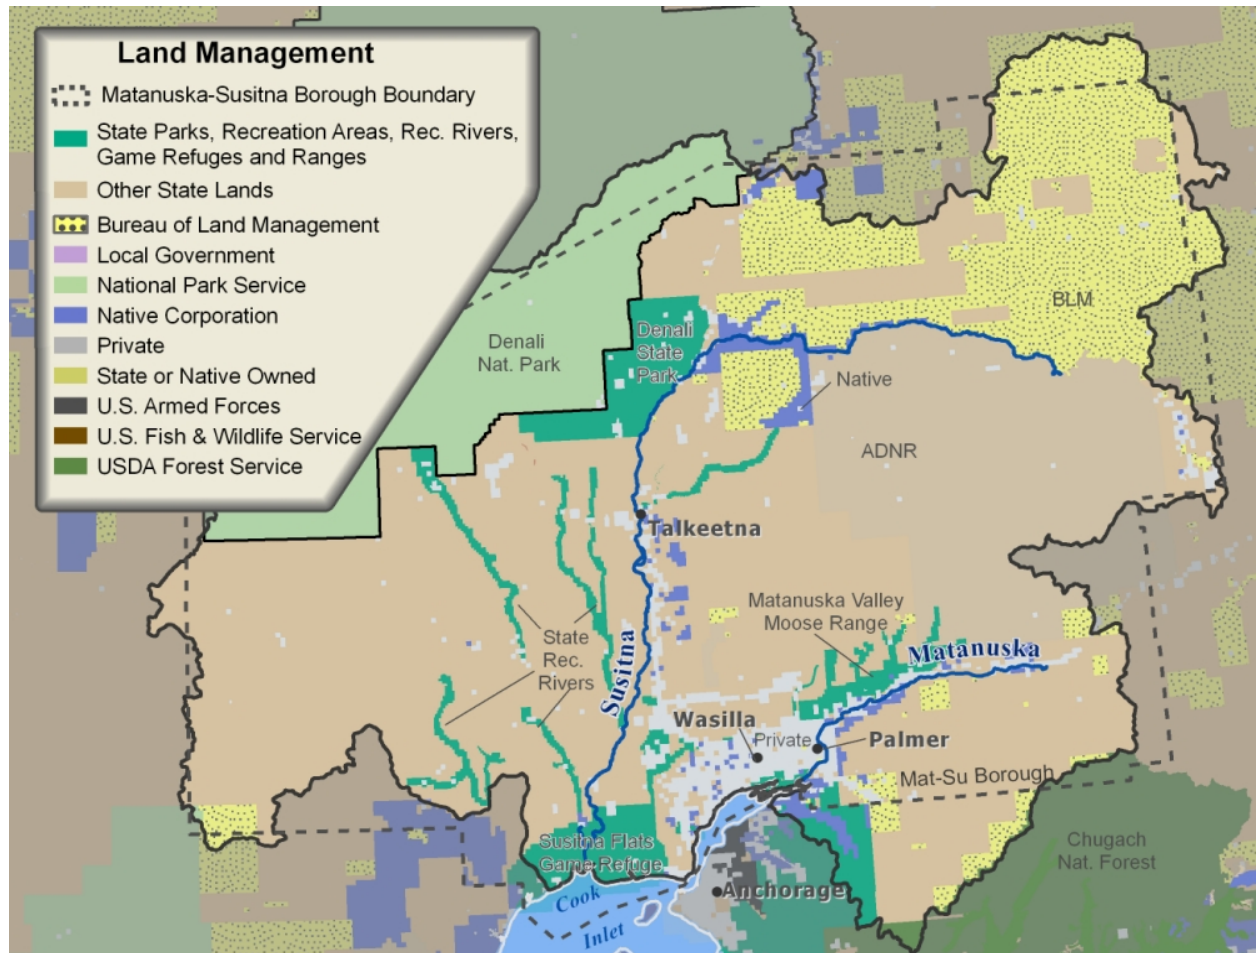 Land Management
Matanuska-Susitna Borough Boundary
State Parks, Recreation Areas, Rec. Rivers,
Game Refuges and Ranges
Other State Lands
Bureau of Land Management
Local Government
National Park Service
Native Corporation
Private
State or Native Owned
U.S. Armed Forces
U.S. Fish & Wildlife Service
USDA Forest Service
BLM
Denali
Nat. Park
Denali
State
Park
Native
ADNR
Talkeetna
Matanuska Valley
Moose Range
State
Rec.
Rivers
Susitna
Matanuska
Wasilla
Private
Palmer
Mat-Su Borough
Susitna Flats
Game Refuge
Chugach
Nat. Forest
Anchorage
Cook
Inlet